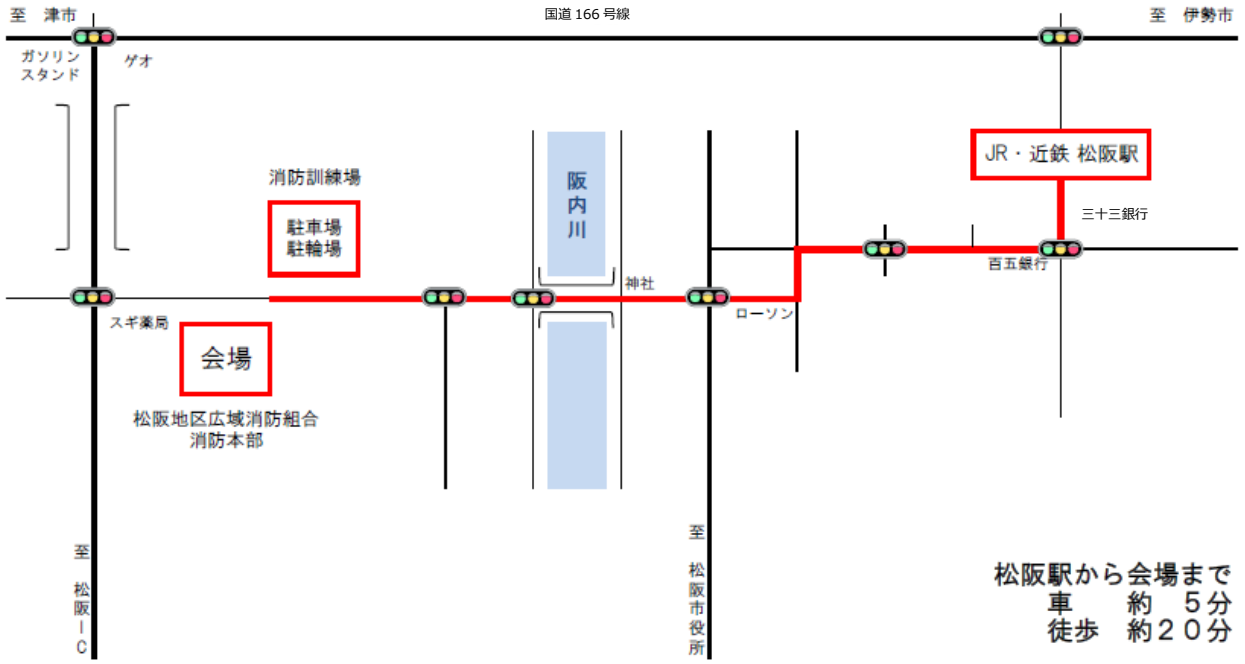 至　津市
国道 166 号線
至　伊勢市
ガソリン
スタンド
ゲオ
JR・近鉄 松阪駅
消防訓練場
駐車場
駐輪場
阪内川
三十三銀行
百五銀行
神社
ローソン
スギ薬局
会場
松阪地区広域消防組合
消防本部
至　松阪ＩＣ
至　松阪市役所
松阪駅から会場まで
車　約　５分
徒歩　約２０分